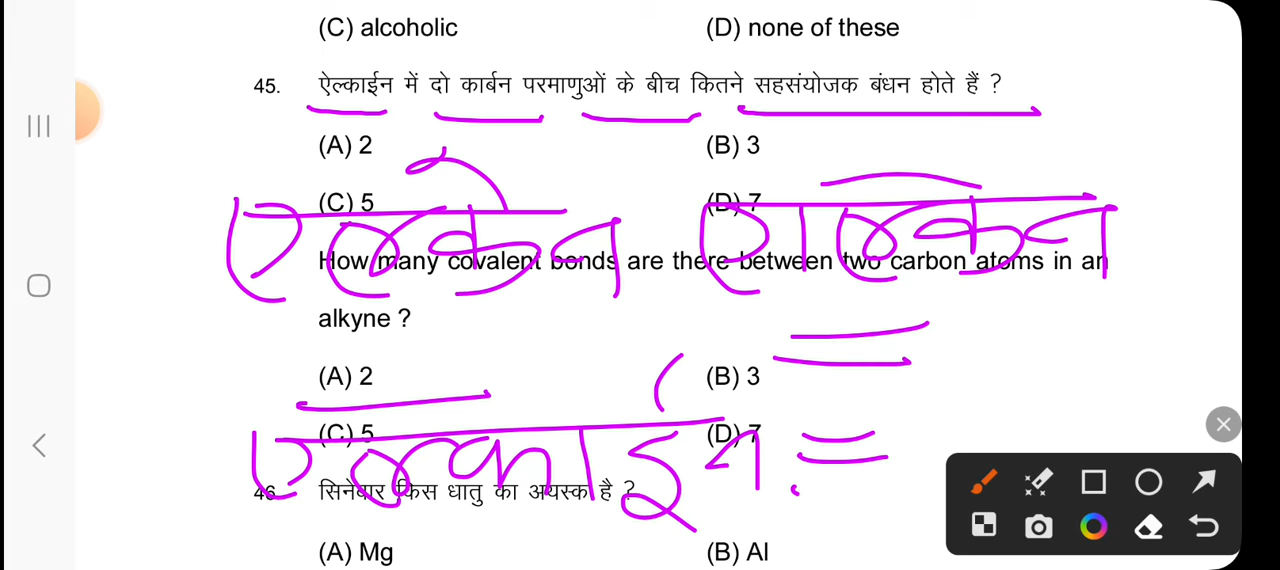 (C) alcoholic (D) none of these
45. ऐल्काईन में दो कार्बन परमाणुओं के बीच कितने सहसंयोजक बंधन होते हैं ?
(A) 2 (B) 3
(C) 5 (D) 7
एल्केन एल्केन
How many covalent bonds are there between two carbon atoms in an
alkyne ?
(A) 2 (B) 3
(C) 5 (D) 7
एल्काइन
46. सिनेबार किस धातु का अयस्क है ?
(A) Mg (B) Al